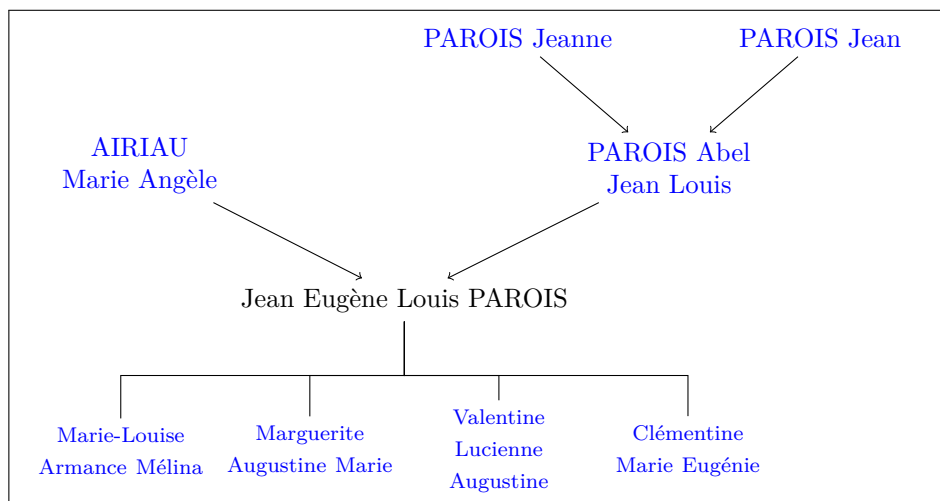 PAROIS Jeanne
PAROIS Jean
AIRIAU
Marie Angèle
PAROIS Abel
Jean Louis
Jean Eugène Louis PAROIS
Marie-Louise
Armance Mélina
Marguerite
Augustine Marie
Valentine
Lucienne
Augustine
Clémentine
Marie Eugénie